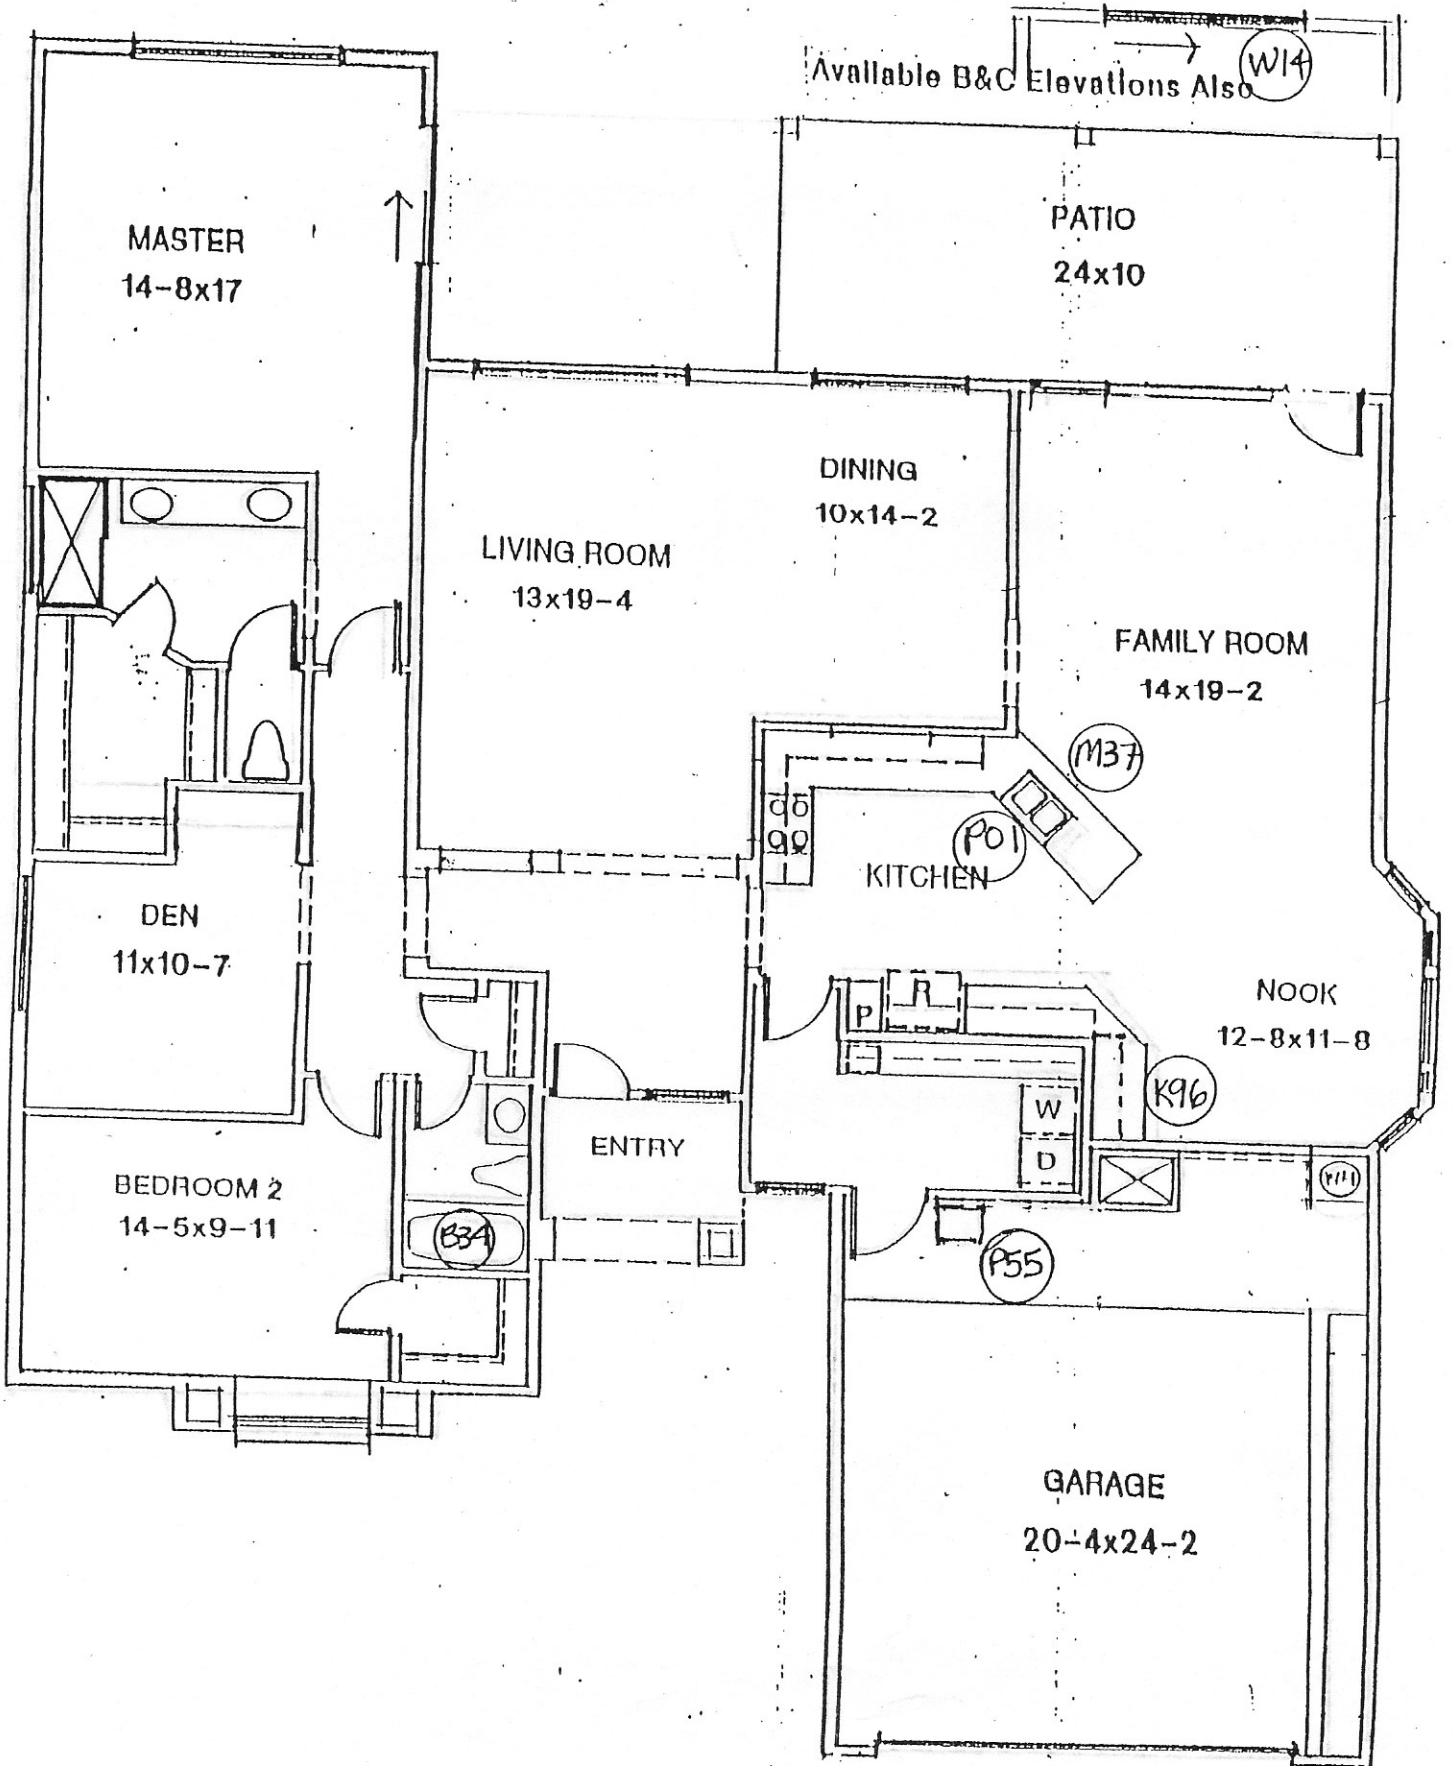 W14
Available B&C Elevations Also
PATIO
24x10
MASTER
14-8x17
DINING
10x14-2
LIVING ROOM
13x19-4
FAMILY ROOM
14x19-2
M37
P01
KITCHEN
DEN
11x10-7
P
R
NOOK
12-8x11-8
K96
W
D
ENTRY
BEDROOM 2
14-5x9-11
B34
P55
GARAGE
20-4x24-2